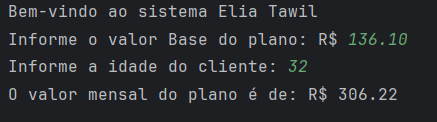 Bem-vindo ao sistema Elia Tawil
Informe o valor Base do plano: R$ 136.10
Informe a idade do cliente: 32
O valor mensal do plano é de: R$ 306.22